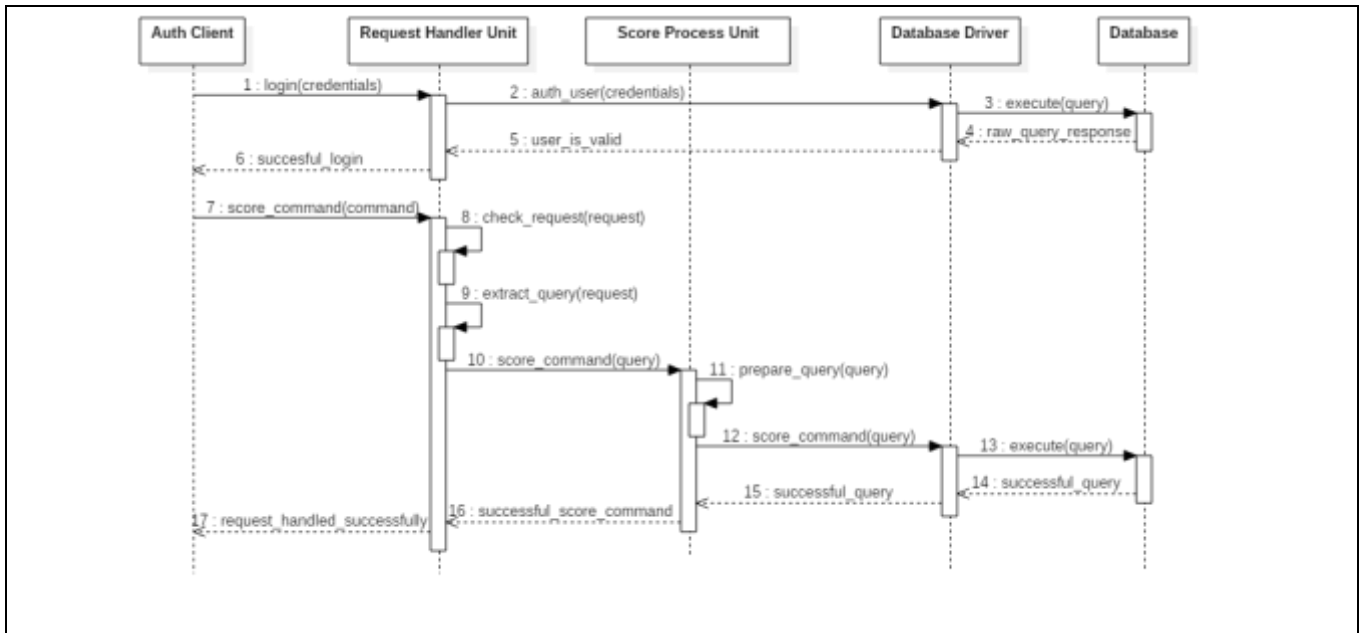 Auth Client
Request Handler Unit
Score Process Unit
Database Driver
Database
1 : login(credentials)
2 : auth_user(credentials)
3 : execute(query)
4 : raw_query_response
5 : user_is_valid
6 : succesful_login
7 : score_command(command)
8 : check_request(request)
9 : extract_query(request)
10 : score_command(query)
11 : prepare_query(query)
12 : score_command(query)
13 : execute(query)
14 : successful_query
15 : successful_query
16 : successful_score_command
17 : request_handled_successfully